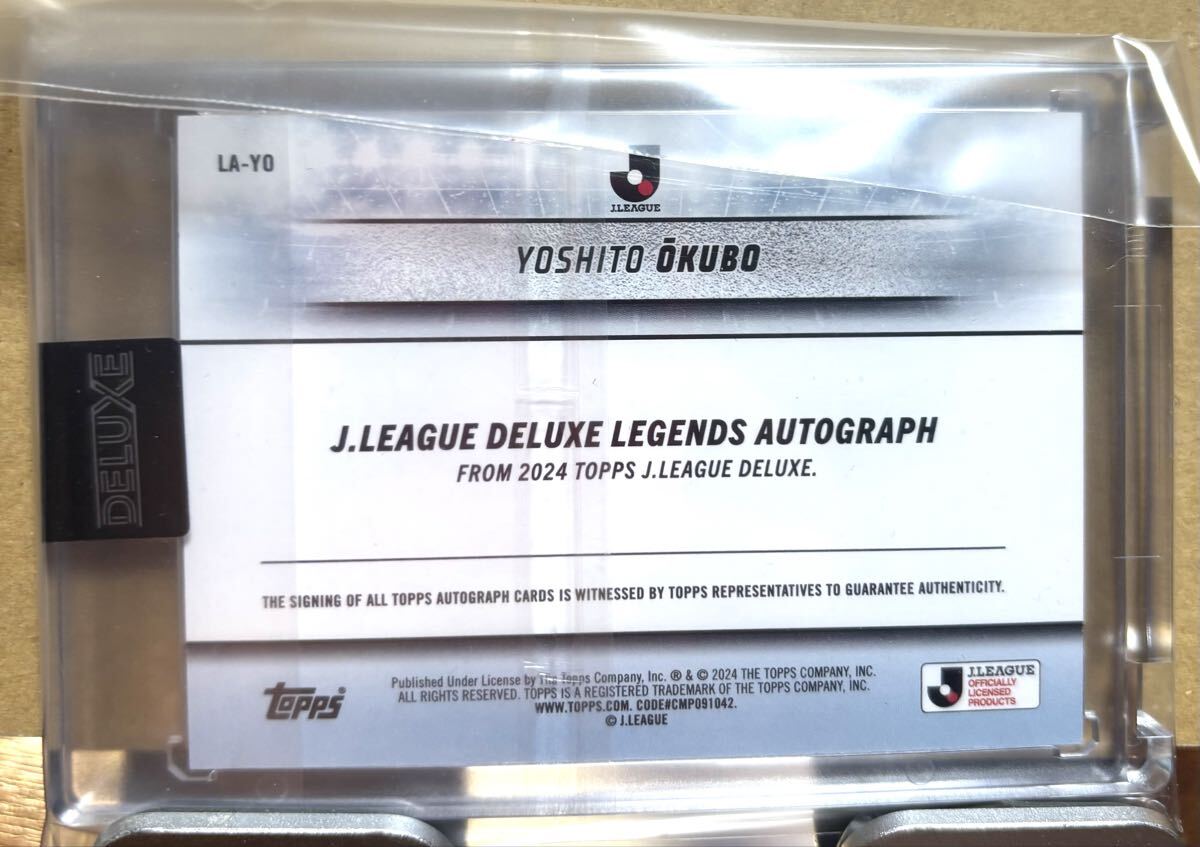 LA-YO
J.LEAGUE
YOSHITO ŌKUBO
DELUXE
J.LEAGUE DELUXE LEGENDS AUTOGRAPH
FROM 2024 TOPPS J.LEAGUE DELUXE.
THE SIGNING OF ALL TOPPS AUTOGRAPH CARDS IS WITNESSED BY TOPPS REPRESENTATIVES TO GUARANTEE AUTHENTICITY.
topps
Published Under License by The Topps Company, Inc. ® & © 2024 THE TOPPS COMPANY, INC.
ALL RIGHTS RESERVED. TOPPS IS A REGISTERED TRADEMARK OF THE TOPPS COMPANY, INC.
WWW.TOPPS.COM. CODE#CMP091042.
© J.LEAGUE
J.LEAGUE
OFFICIALLY
LICENSED
PRODUCTS